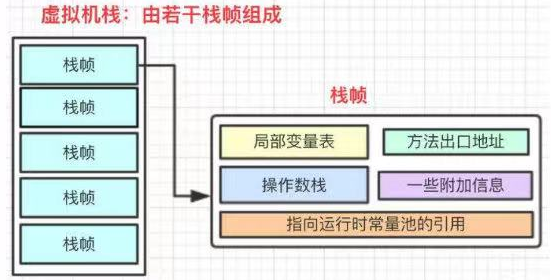 虚拟机栈：由若干栈帧组成
栈帧
栈帧
栈帧
栈帧
栈帧
栈帧
局部变量表
方法出口地址
操作数栈
一些附加信息
指向运行时常量池的引用